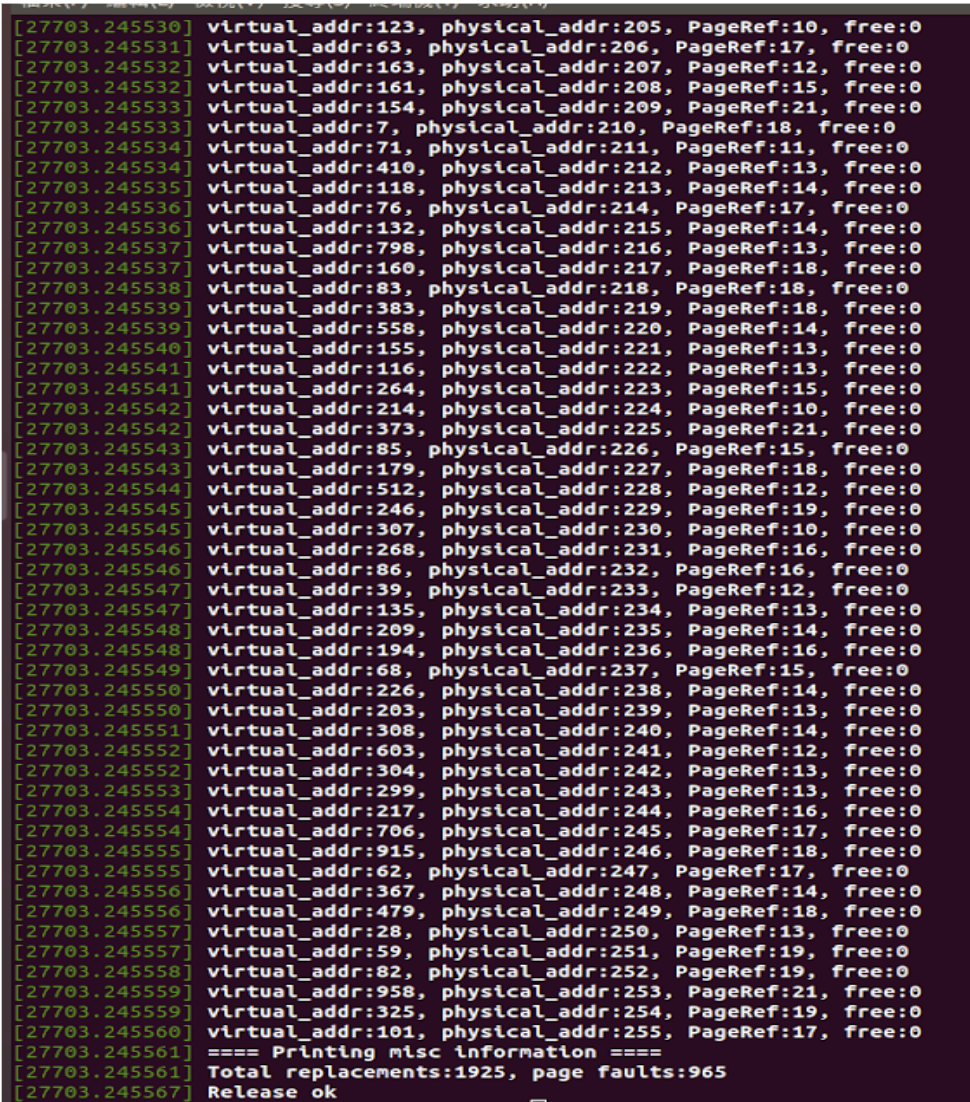 [27703.245530] virtual_addr:123, physical_addr:205, PageRef:10, free:0
[27703.245531] virtual_addr:63, physical_addr:206, PageRef:17, free:0
[27703.245532] virtual_addr:163, physical_addr:207, PageRef:12, free:0
[27703.245532] virtual_addr:161, physical_addr:208, PageRef:15, free:0
[27703.245533] virtual_addr:154, physical_addr:209, PageRef:21, free:0
[27703.245533] virtual_addr:7, physical_addr:210, PageRef:18, free:0
[27703.245534] virtual_addr:71, physical_addr:211, PageRef:11, free:0
[27703.245534] virtual_addr:410, physical_addr:212, PageRef:13, free:0
[27703.245535] virtual_addr:118, physical_addr:213, PageRef:14, free:0
[27703.245536] virtual_addr:76, physical_addr:214, PageRef:17, free:0
[27703.245536] virtual_addr:132, physical_addr:215, PageRef:14, free:0
[27703.245537] virtual_addr:798, physical_addr:216, PageRef:13, free:0
[27703.245537] virtual_addr:160, physical_addr:217, PageRef:18, free:0
[27703.245538] virtual_addr:83, physical_addr:218, PageRef:18, free:0
[27703.245539] virtual_addr:383, physical_addr:219, PageRef:18, free:0
[27703.245539] virtual_addr:558, physical_addr:220, PageRef:14, free:0
[27703.245540] virtual_addr:155, physical_addr:221, PageRef:13, free:0
[27703.245541] virtual_addr:116, physical_addr:222, PageRef:13, free:0
[27703.245541] virtual_addr:264, physical_addr:223, PageRef:15, free:0
[27703.245542] virtual_addr:214, physical_addr:224, PageRef:10, free:0
[27703.245542] virtual_addr:373, physical_addr:225, PageRef:21, free:0
[27703.245543] virtual_addr:85, physical_addr:226, PageRef:15, free:0
[27703.245543] virtual_addr:179, physical_addr:227, PageRef:18, free:0
[27703.245544] virtual_addr:512, physical_addr:228, PageRef:12, free:0
[27703.245545] virtual_addr:246, physical_addr:229, PageRef:19, free:0
[27703.245545] virtual_addr:307, physical_addr:230, PageRef:10, free:0
[27703.245546] virtual_addr:268, physical_addr:231, PageRef:16, free:0
[27703.245546] virtual_addr:86, physical_addr:232, PageRef:16, free:0
[27703.245547] virtual_addr:39, physical_addr:233, PageRef:12, free:0
[27703.245547] virtual_addr:135, physical_addr:234, PageRef:13, free:0
[27703.245548] virtual_addr:209, physical_addr:235, PageRef:14, free:0
[27703.245548] virtual_addr:194, physical_addr:236, PageRef:16, free:0
[27703.245549] virtual_addr:68, physical_addr:237, PageRef:15, free:0
[27703.245550] virtual_addr:226, physical_addr:238, PageRef:14, free:0
[27703.245550] virtual_addr:203, physical_addr:239, PageRef:13, free:0
[27703.245551] virtual_addr:308, physical_addr:240, PageRef:14, free:0
[27703.245552] virtual_addr:603, physical_addr:241, PageRef:12, free:0
[27703.245552] virtual_addr:304, physical_addr:242, PageRef:13, free:0
[27703.245553] virtual_addr:299, physical_addr:243, PageRef:13, free:0
[27703.245554] virtual_addr:217, physical_addr:244, PageRef:16, free:0
[27703.245554] virtual_addr:706, physical_addr:245, PageRef:17, free:0
[27703.245555] virtual_addr:915, physical_addr:246, PageRef:18, free:0
[27703.245555] virtual_addr:62, physical_addr:247, PageRef:17, free:0
[27703.245556] virtual_addr:367, physical_addr:248, PageRef:14, free:0
[27703.245556] virtual_addr:479, physical_addr:249, PageRef:18, free:0
[27703.245557] virtual_addr:28, physical_addr:250, PageRef:13, free:0
[27703.245557] virtual_addr:59, physical_addr:251, PageRef:19, free:0
[27703.245558] virtual_addr:82, physical_addr:252, PageRef:19, free:0
[27703.245559] virtual_addr:958, physical_addr:253, PageRef:21, free:0
[27703.245559] virtual_addr:325, physical_addr:254, PageRef:19, free:0
[27703.245560] virtual_addr:101, physical_addr:255, PageRef:17, free:0
[27703.245561] ==== Printing misc information ====
[27703.245561] Total replacements:1925, page faults:965
[27703.245567] Release ok